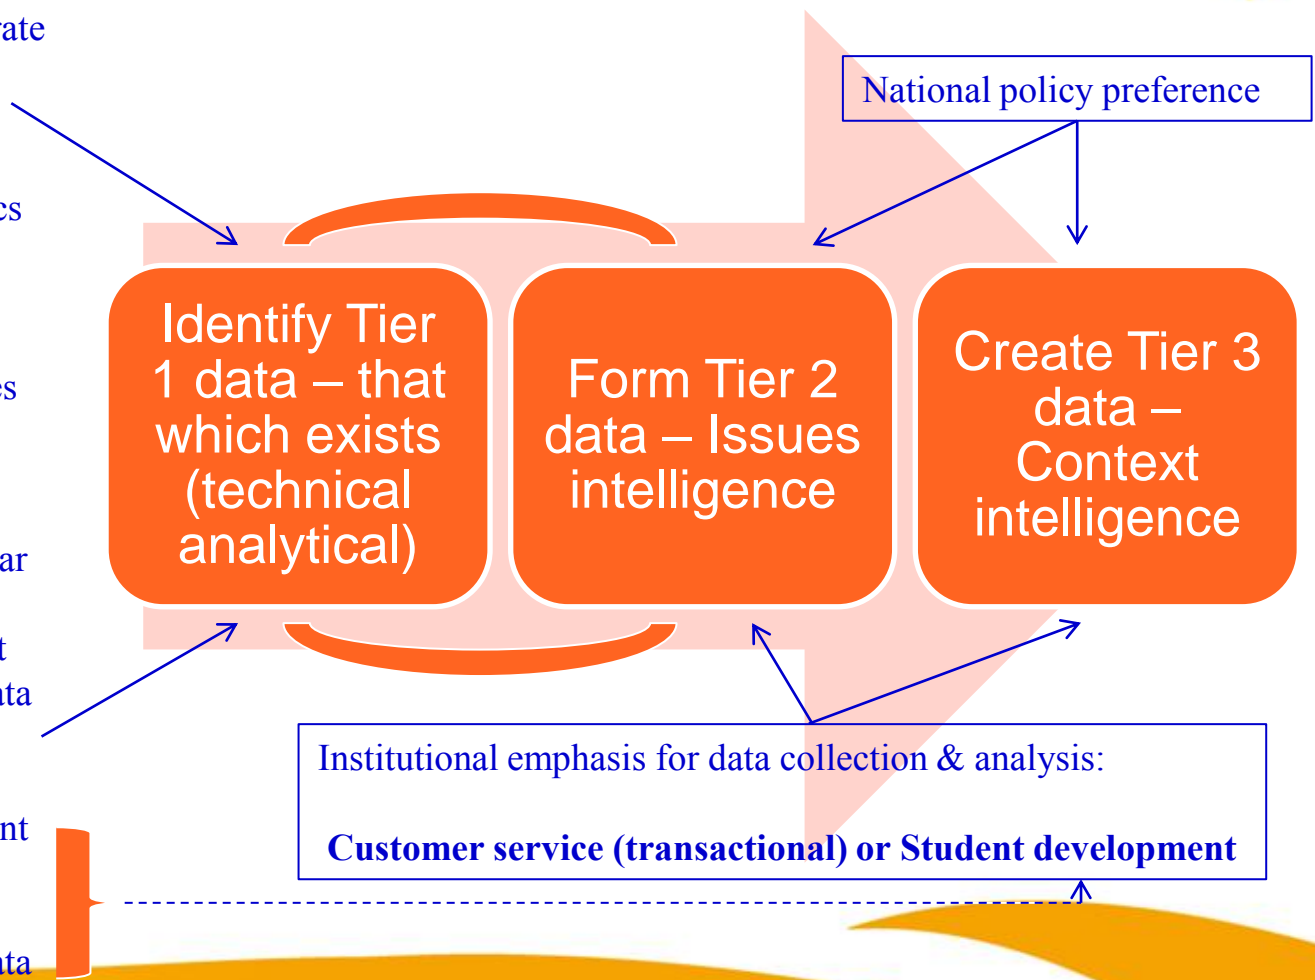 National policy preference
Identify Tier
1 data – that
which exists
(technical
analytical)
Form Tier 2
data – Issues
intelligence
Create Tier 3
data –
Context
intelligence
Institutional emphasis for data collection & analysis:
Customer service (transactional) or Student development